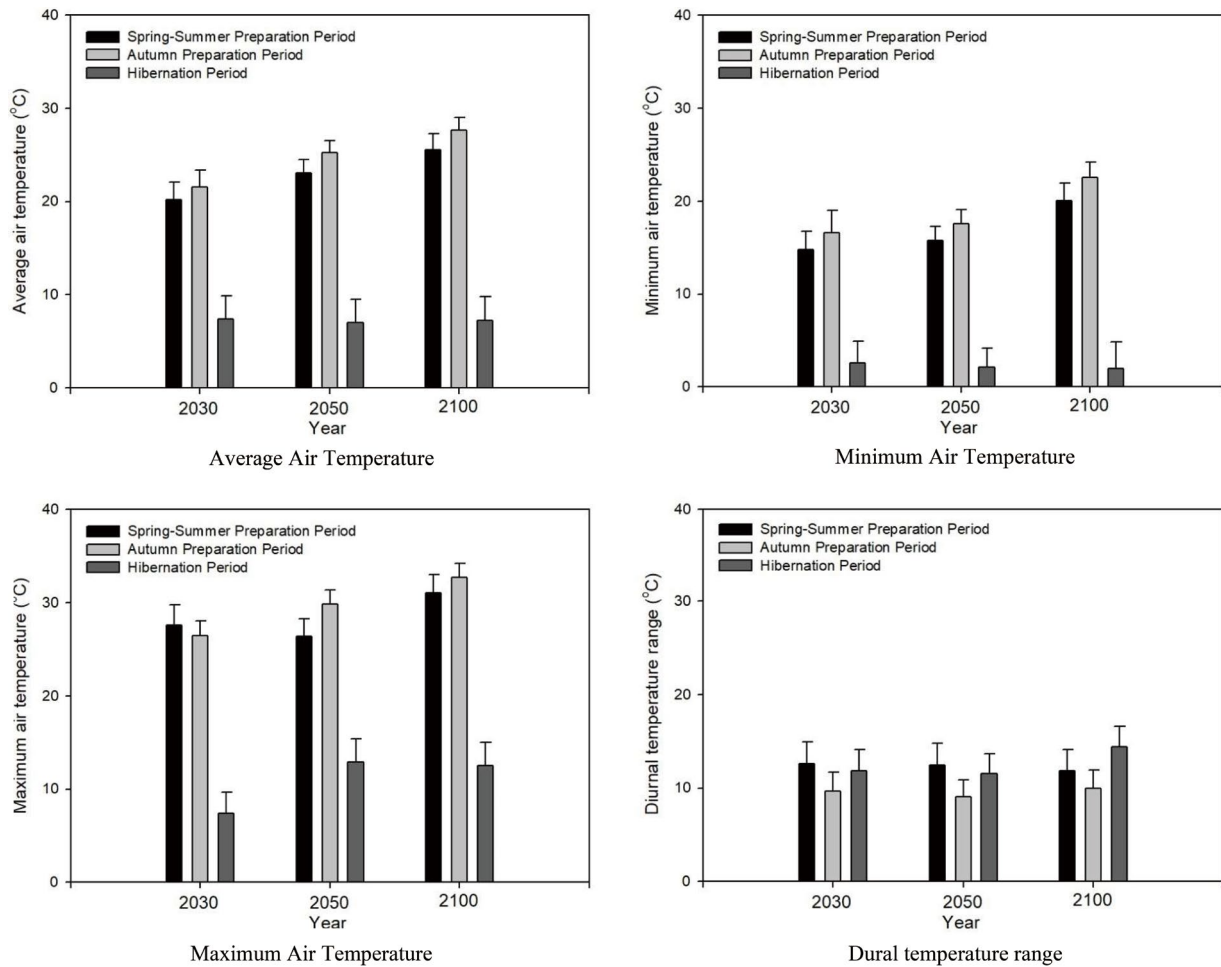 40
30
20
10
0
Average air temperature (°C)
Spring-Summer Preparation Period
Autumn Preparation Period
Hibernation Period
2030 2050 2100
Year
Average Air Temperature
40
30
20
10
0
Minimum air temperature (°C)
Spring-Summer Preparation Period
Autumn Preparation Period
Hibernation Period
2030 2050 2100
Year
Minimum Air Temperature
40
30
20
10
0
Maximum air temperature (°C)
Spring-Summer Preparation Period
Autumn Preparation Period
Hibernation Period
2030 2050 2100
Year
Maximum Air Temperature
40
30
20
10
0
Diurnal temperature range (°C)
Spring-Summer Preparation Period
Autumn Preparation Period
Hibernation Period
2030 2050 2100
Year
Dural temperature range